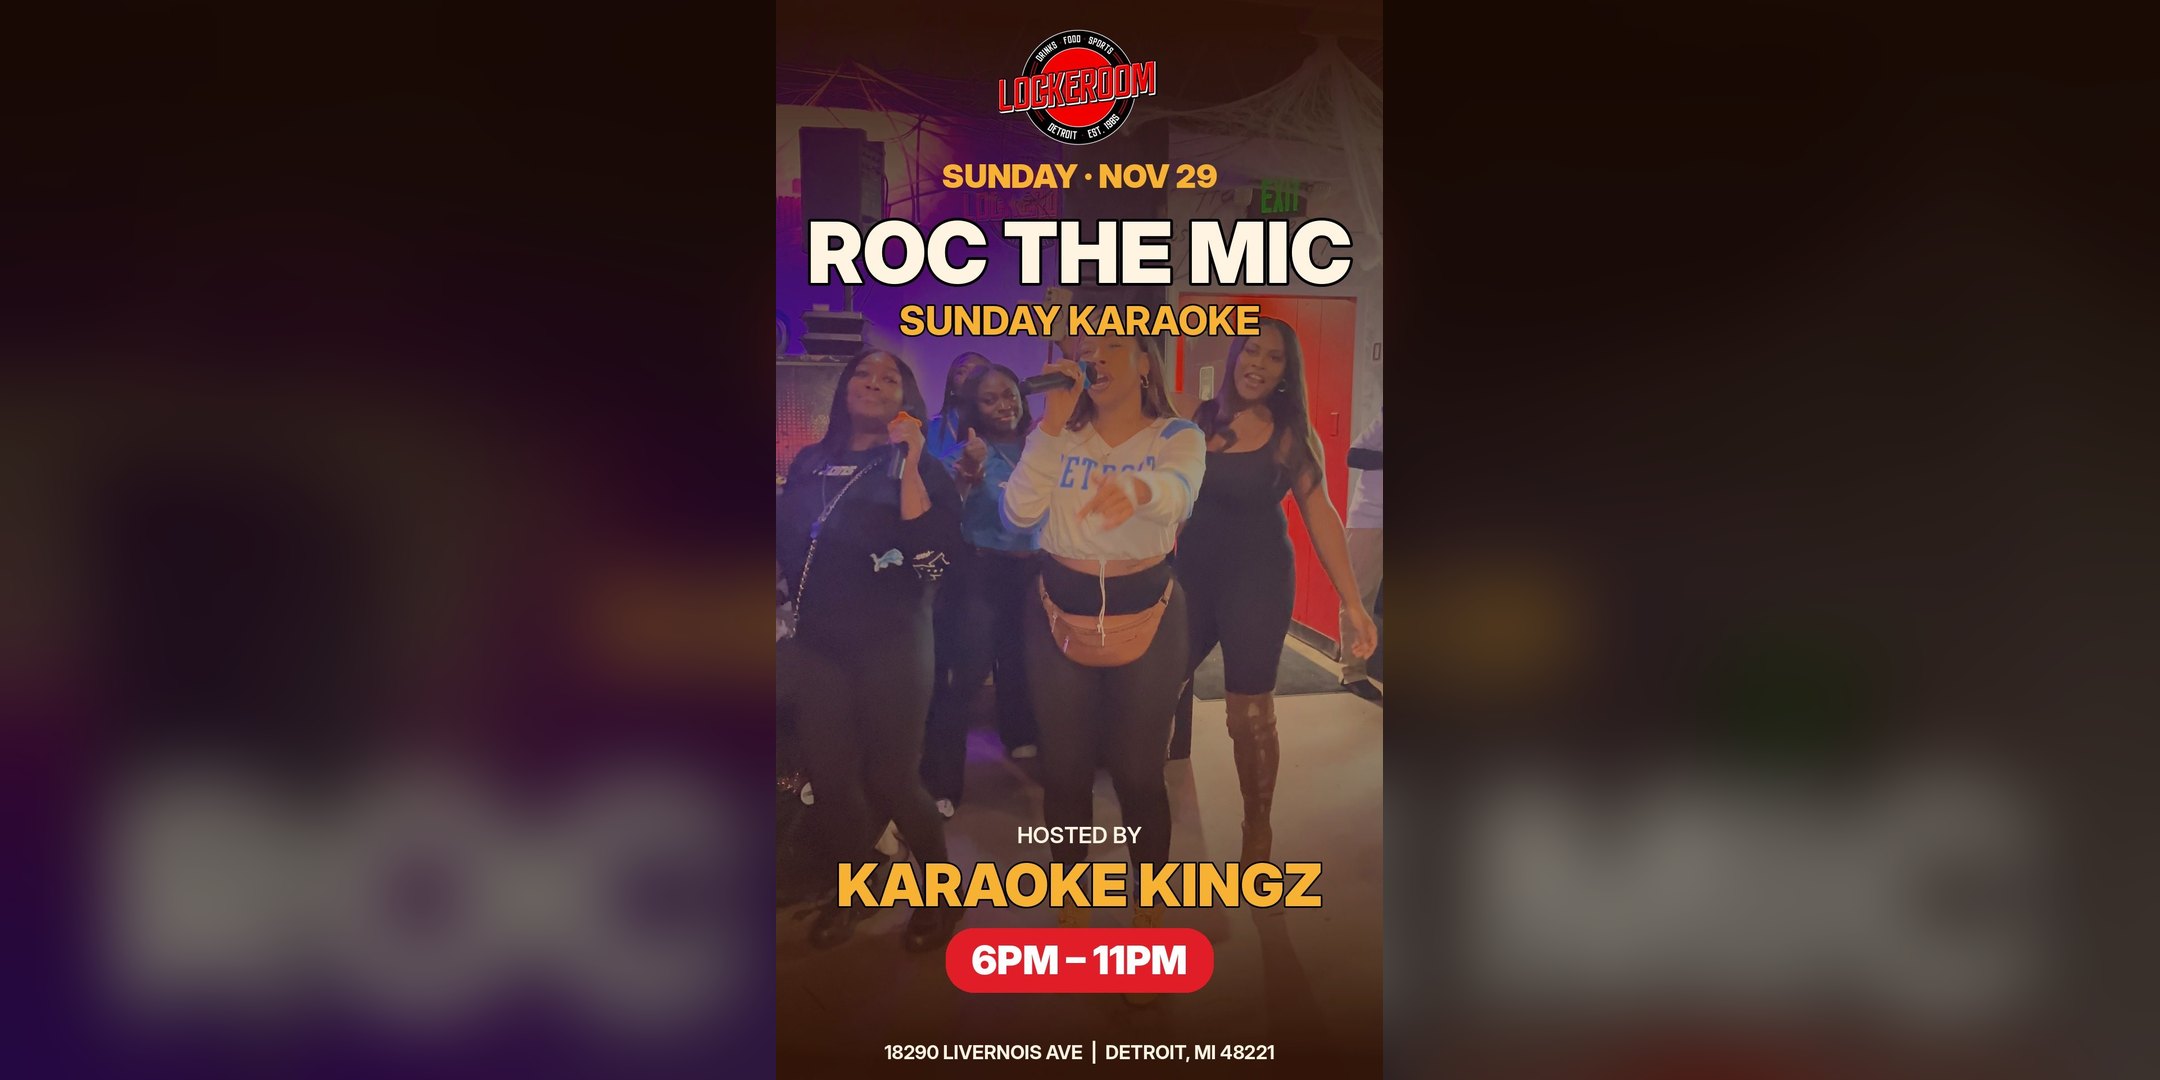 DRINKS FOOD SPORTS
LOCKEROOM
DETROIT EST. 1985
SUNDAY · NOV 29
EXIT
ROC THE MIC
SUNDAY KARAOKE
HOSTED BY
KARAOKE KINGZ
6PM – 11PM
18290 LIVERNOIS AVE | DETROIT, MI 48221